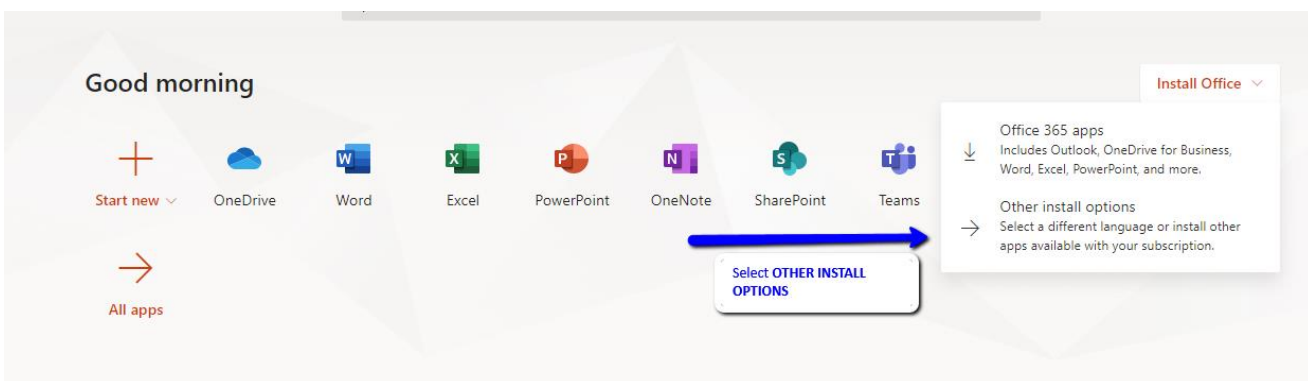 Good morning
Install Office
Office 365 apps
Includes Outlook, OneDrive for Business,
Word, Excel, PowerPoint, and more.
Start new
OneDrive
Word
Excel
PowerPoint
OneNote
SharePoint
Teams
Other install options
Select a different language or install other
apps available with your subscription.
Select OTHER INSTALL
OPTIONS
All apps